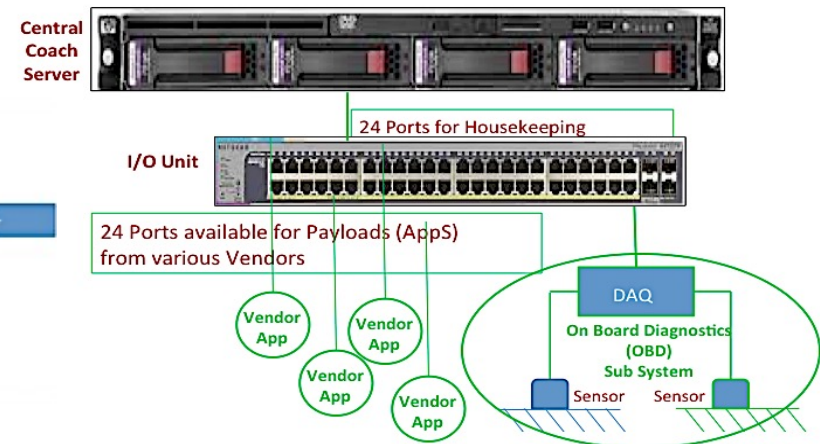 Central
Coach
Server
24 Ports for Housekeeping
NETGEAR
I/O Unit
24 Ports available for Payloads (AppS)
from various Vendors
Vendor
App
Vendor
App
Vendor
App
Vendor
App
DAQ
On Board Diagnostics
(OBD)
Sub System
Sensor
Sensor